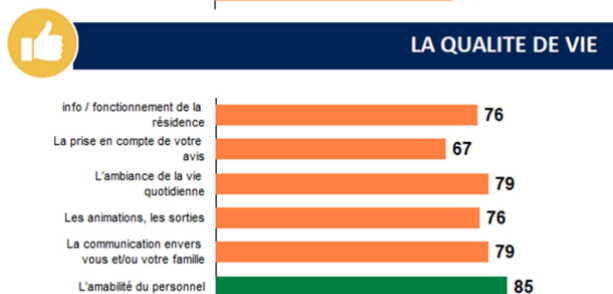 LA QUALITE DE VIE
info / fonctionnement de la
résidence
76
La prise en compte de votre
avis
67
L'ambiance de la vie
quotidienne
79
Les animations, les sorties
76
La communication envers
vous et/ou votre famille
79
L'amabilité du personnel
85